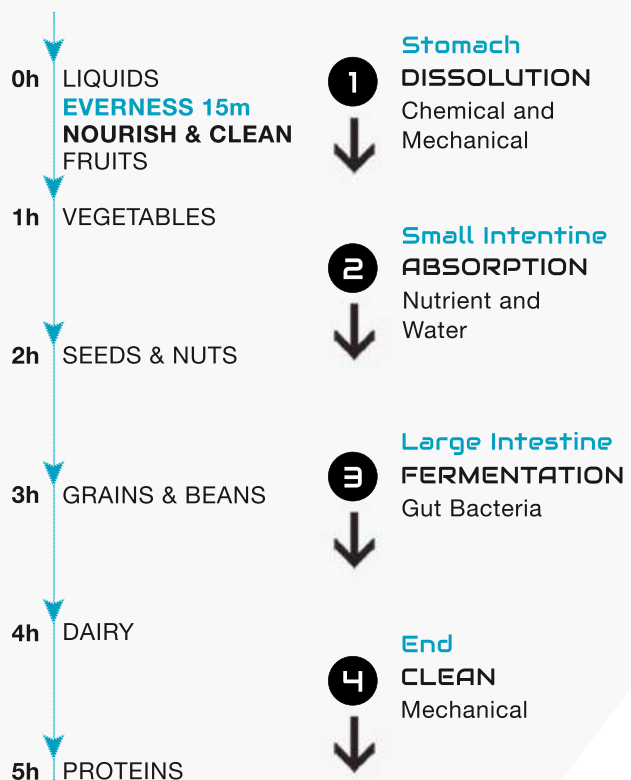 0h LIQUIDS
EVERNESS 15m
NOURISH & CLEAN
FRUITS
1h VEGETABLES
2h SEEDS & NUTS
3h GRAINS & BEANS
4h DAIRY
5h PROTEINS
Stomach
1 DISSOLUTION
Chemical and
Mechanical
Small Intentine
2 ABSORPTION
Nutrient and
Water
Large Intestine
3 FERMENTATION
Gut Bacteria
End
4 CLEAN
Mechanical